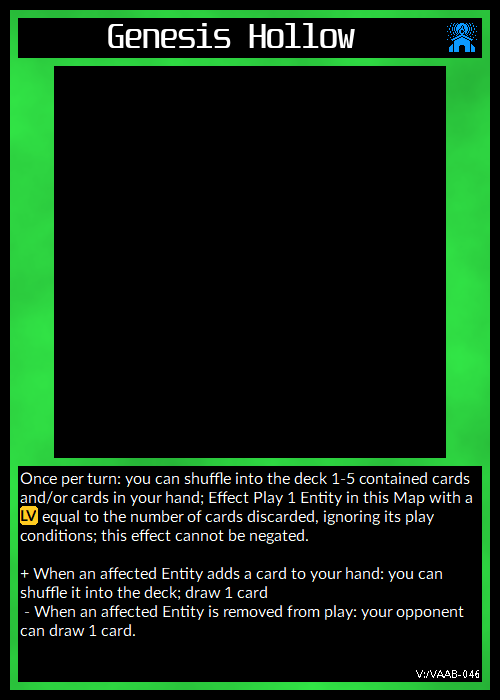 Genesis Hollow
Once per turn: you can shuffle into the deck 1-5 contained cards
and/or cards in your hand; Effect Play 1 Entity in this Map with a
LV equal to the number of cards discarded, ignoring its play
conditions; this effect cannot be negated.
+ When an affected Entity adds a card to your hand: you can
shuffle it into the deck; draw 1 card
- When an affected Entity is removed from play: your opponent
can draw 1 card.
V:/VAAB-046